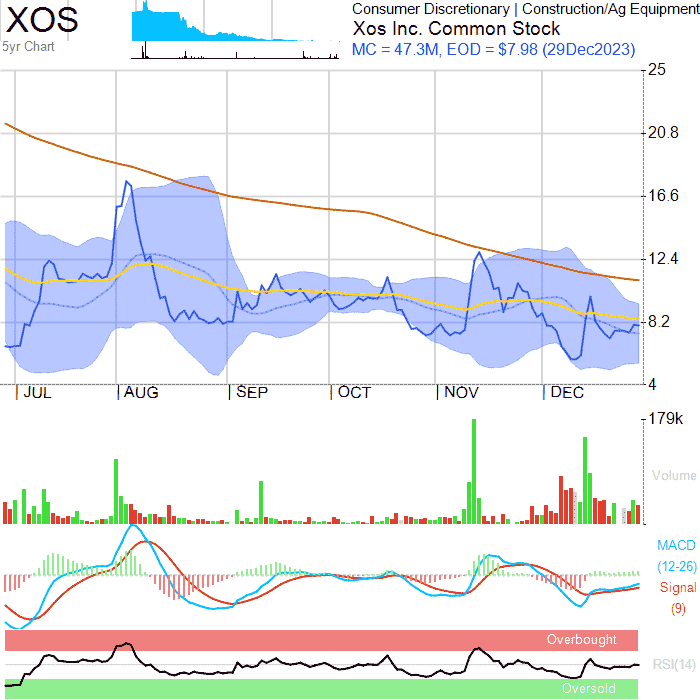 XOS
5yr Chart
Consumer Discretionary | Construction/Ag Equipment
Xos Inc. Common Stock
MC = 47.3M, EOD = $7.98 (29Dec2023)
25
20.8
16.6
12.4
8.2
4
JUL AUG SEP OCT NOV DEC
179k
Volume
MACD
(12-26)
Signal
(9)
Overbought
RSI(14)
Oversold